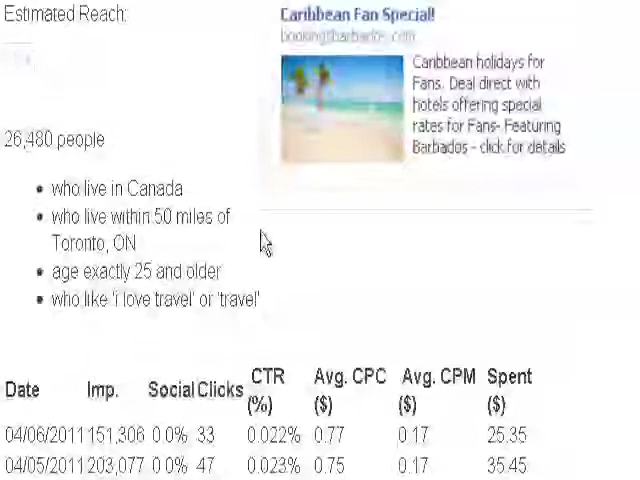 Estimated Reach:
26,480 people
who live in Canada
who live within 50 miles of
Toronto, ON
age exactly 25 and older
who like 'i love travel' or 'travel'
Caribbean Fan Special!
bookingsbarbados.com
Caribbean holidays for
Fans. Deal direct with
hotels offering special
rates for Fans- Featuring
Barbados - click for details
Date Imp. Social Clicks CTR (%) Avg. CPC ($) Avg. CPM ($) Spent ($)
04/06/2011 151,306 0.0% 33 0.022% 0.77 0.17 25.35
04/05/2011 203,077 0.0% 47 0.023% 0.75 0.17 35.45